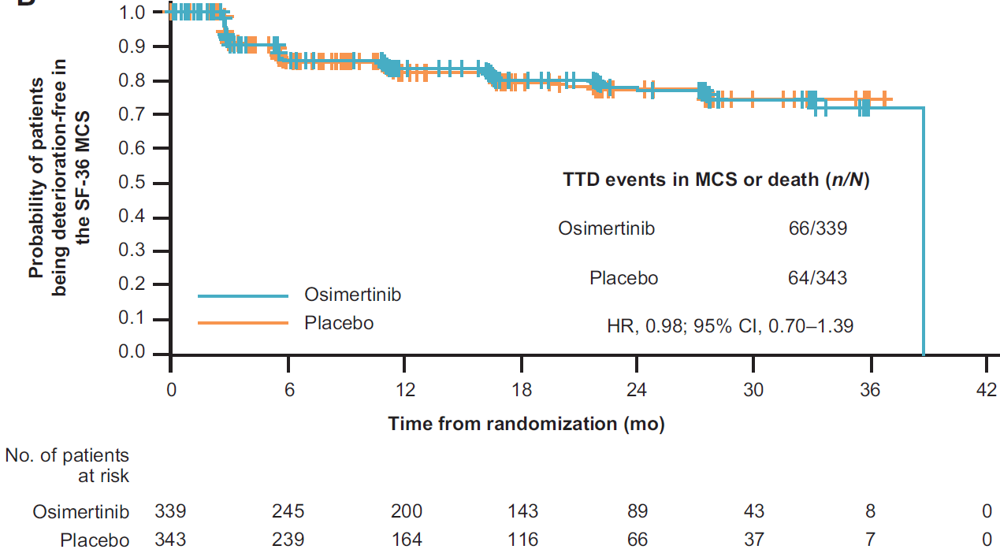 B
1.0
0.9
0.8
0.7
0.6
0.5
0.4
0.3
0.2
0.1
0.0
Probability of patients
being deterioration-free in
the SF-36 MCS
TTD events in MCS or death (n/N)
Osimertinib 66/339
Placebo 64/343
HR, 0.98; 95% CI, 0.70–1.39
Osimertinib
Placebo
0 6 12 18 24 30 36 42
Time from randomization (mo)
No. of patients
at risk
Osimertinib 339 245 200 143 89 43 8 0
Placebo 343 239 164 116 66 37 7 0